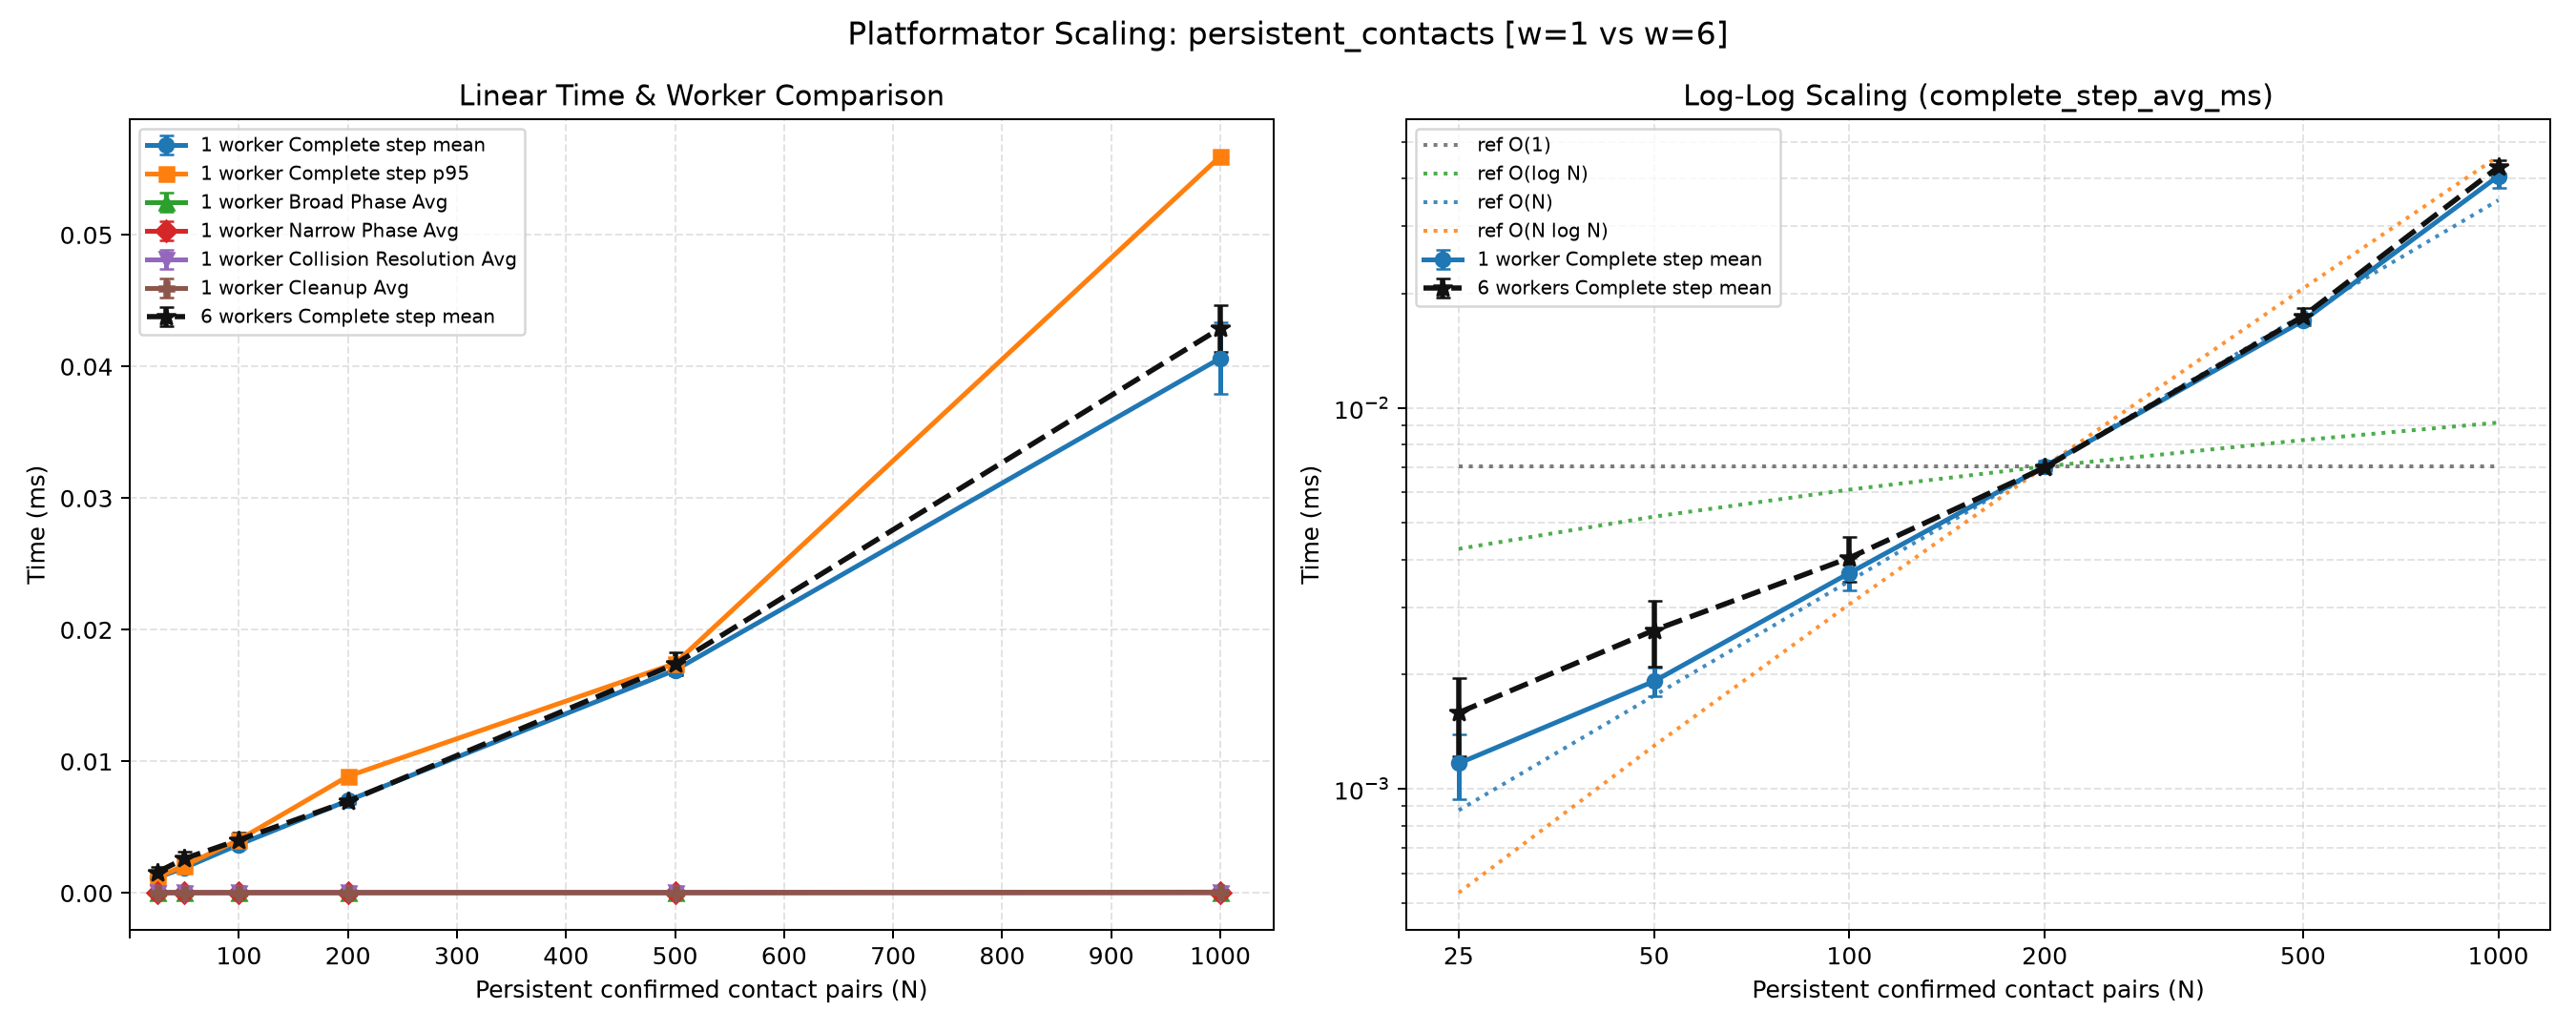 Platformator Scaling: persistent_contacts [w=1 vs w=6]
Linear Time & Worker Comparison
1 worker Complete step mean
1 worker Complete step p95
1 worker Broad Phase Avg
1 worker Narrow Phase Avg
1 worker Collision Resolution Avg
1 worker Cleanup Avg
6 workers Complete step mean
Time (ms)
0.05
0.04
0.03
0.02
0.01
0.00
100 200 300 400 500 600 700 800 900 1000
Persistent confirmed contact pairs (N)
Log-Log Scaling (complete_step_avg_ms)
ref O(1)
ref O(log N)
ref O(N)
ref O(N log N)
1 worker Complete step mean
6 workers Complete step mean
Time (ms)
10⁻²
10⁻³
25 50 100 200 500 1000
Persistent confirmed contact pairs (N)